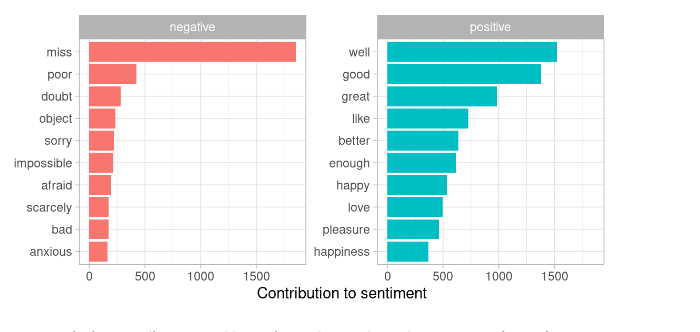 negative
positive
miss
poor
doubt
object
sorry
impossible
afraid
scarcely
bad
anxious
well
good
great
like
better
enough
happy
love
pleasure
happiness
0 500 1000 1500
0 500 1000 1500
Contribution to sentiment